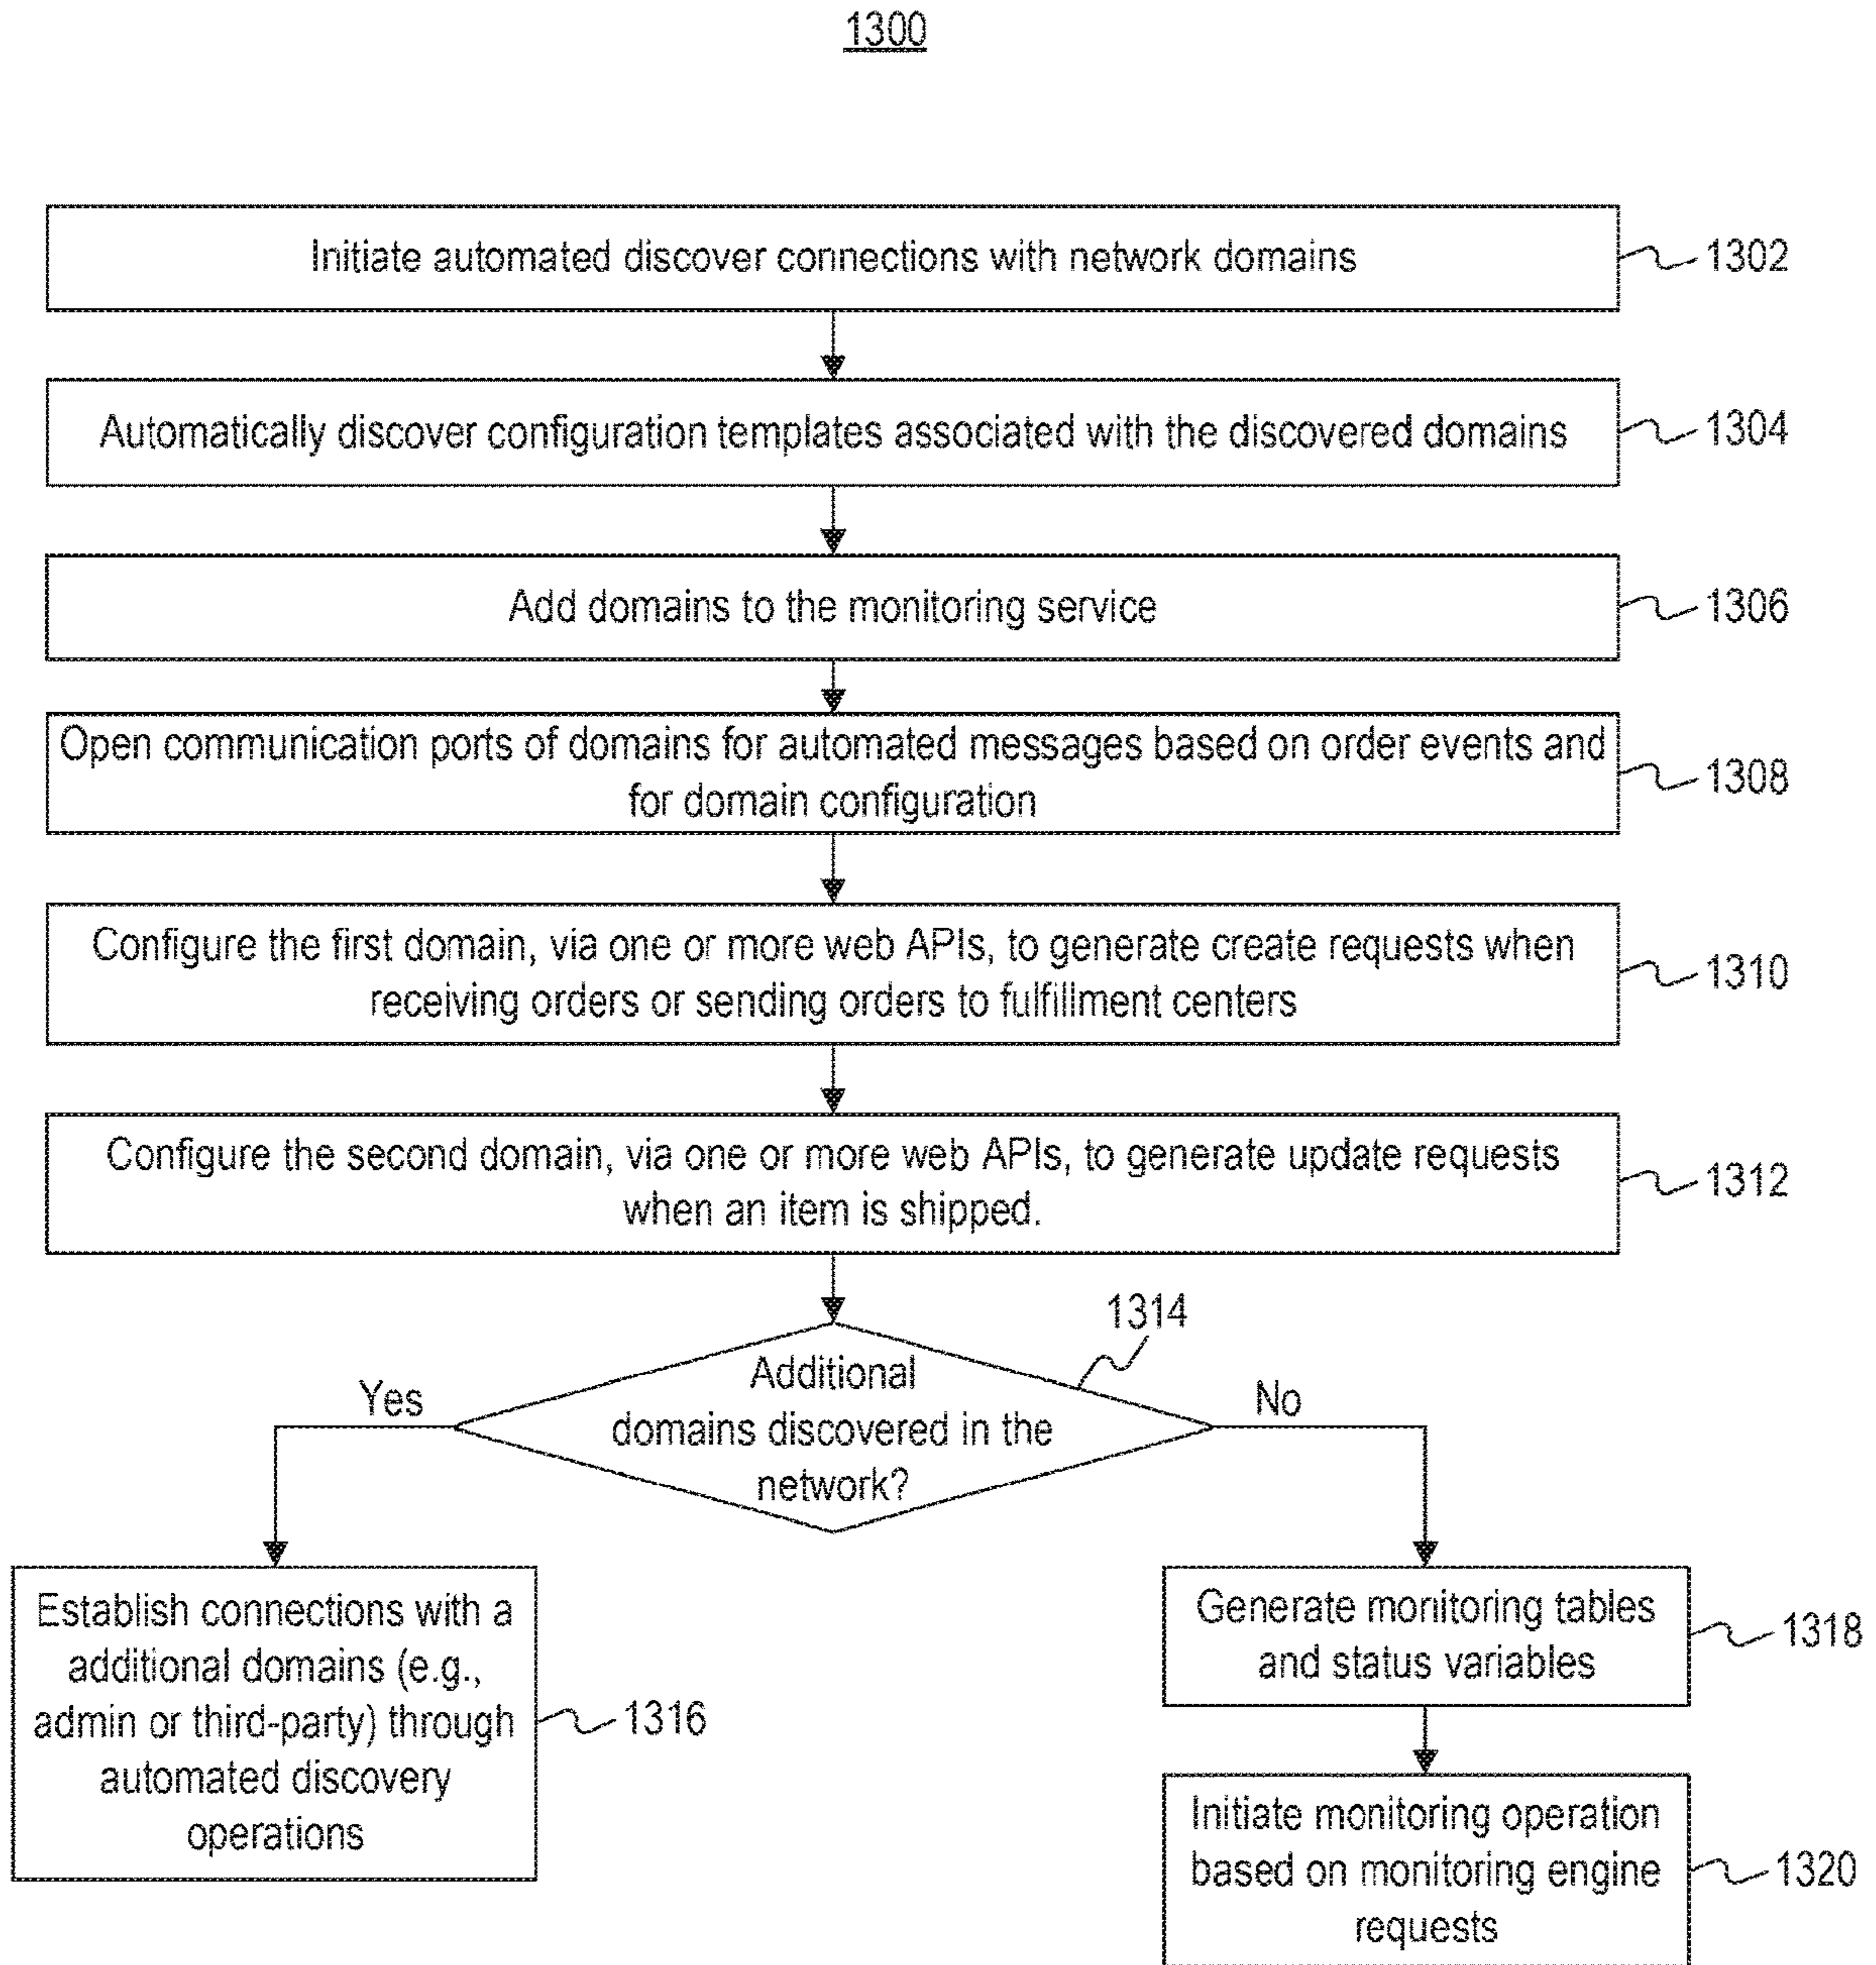 1300
Initiate automated discover connections with network domains
1302
Automatically discover configuration templates associated with the discovered domains
1304
Add domains to the monitoring service
1306
Open communication ports of domains for automated messages based on order events and
for domain configuration
1308
Configure the first domain, via one or more web APIs, to generate create requests when
receiving orders or sending orders to fulfillment centers
1310
Configure the second domain, via one or more web APIs, to generate update requests
when an item is shipped.
1312
1314
Additional
domains discovered in the
network?
Yes
No
Establish connections with a
additional domains (e.g.,
admin or third-party) through
automated discovery
operations
1316
Generate monitoring tables
and status variables
1318
Initiate monitoring operation
based on monitoring engine
requests
1320